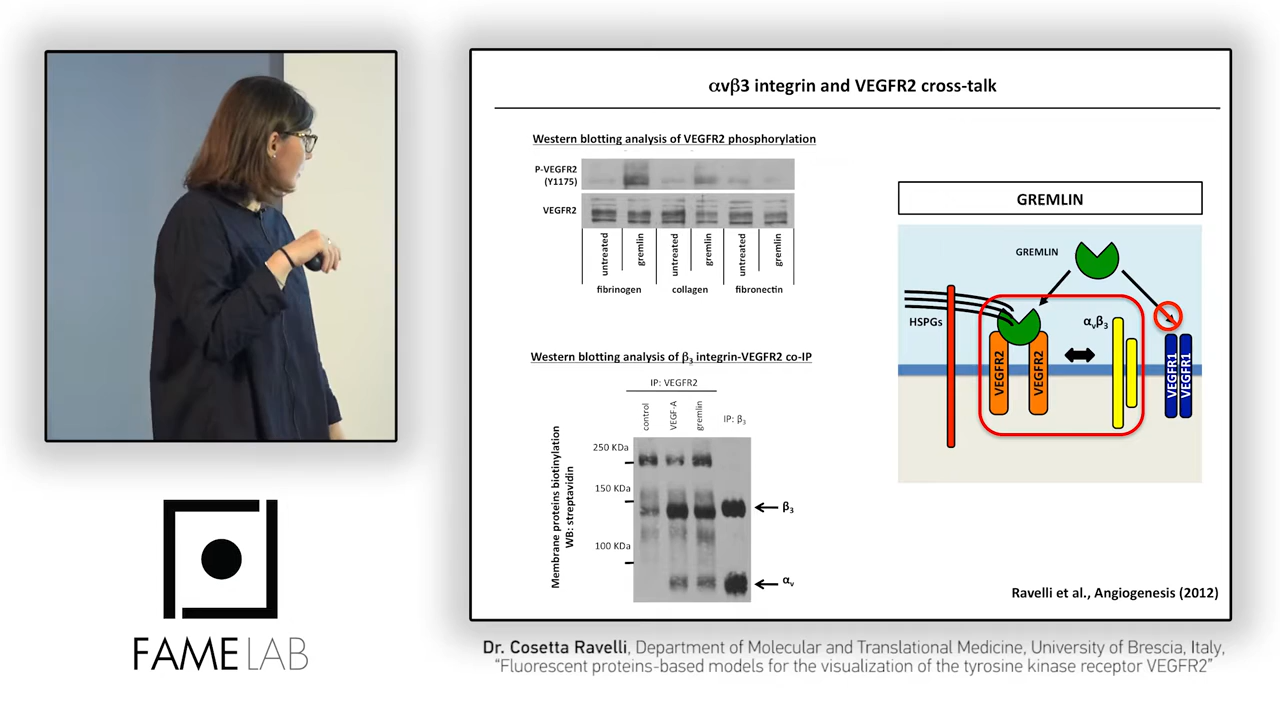 αvβ3 integrin and VEGFR2 cross-talk
Western blotting analysis of VEGFR2 phosphorylation
P-VEGFR2
(Y1175)
VEGFR2
untreated
gremlin
untreated
gremlin
untreated
gremlin
fibrinogen
collagen
fibronectin
Western blotting analysis of β3 integrin-VEGFR2 co-IP
IP: VEGFR2
control
VEGF-A
gremlin
IP: β3
Membrane proteins biotinylation
WB: streptavidin
250 KDa
150 KDa
100 KDa
β3
αv
GREMLIN
GREMLIN
HSPGs
αvβ3
VEGFR2
VEGFR2
VEGFR1
VEGFR1
Ravelli et al., Angiogenesis (2012)
FAMELAB
Dr. Cosetta Ravelli, Department of Molecular and Translational Medicine, University of Brescia, Italy,
“Fluorescent proteins-based models for the visualization of the tyrosine kinase receptor VEGFR2”